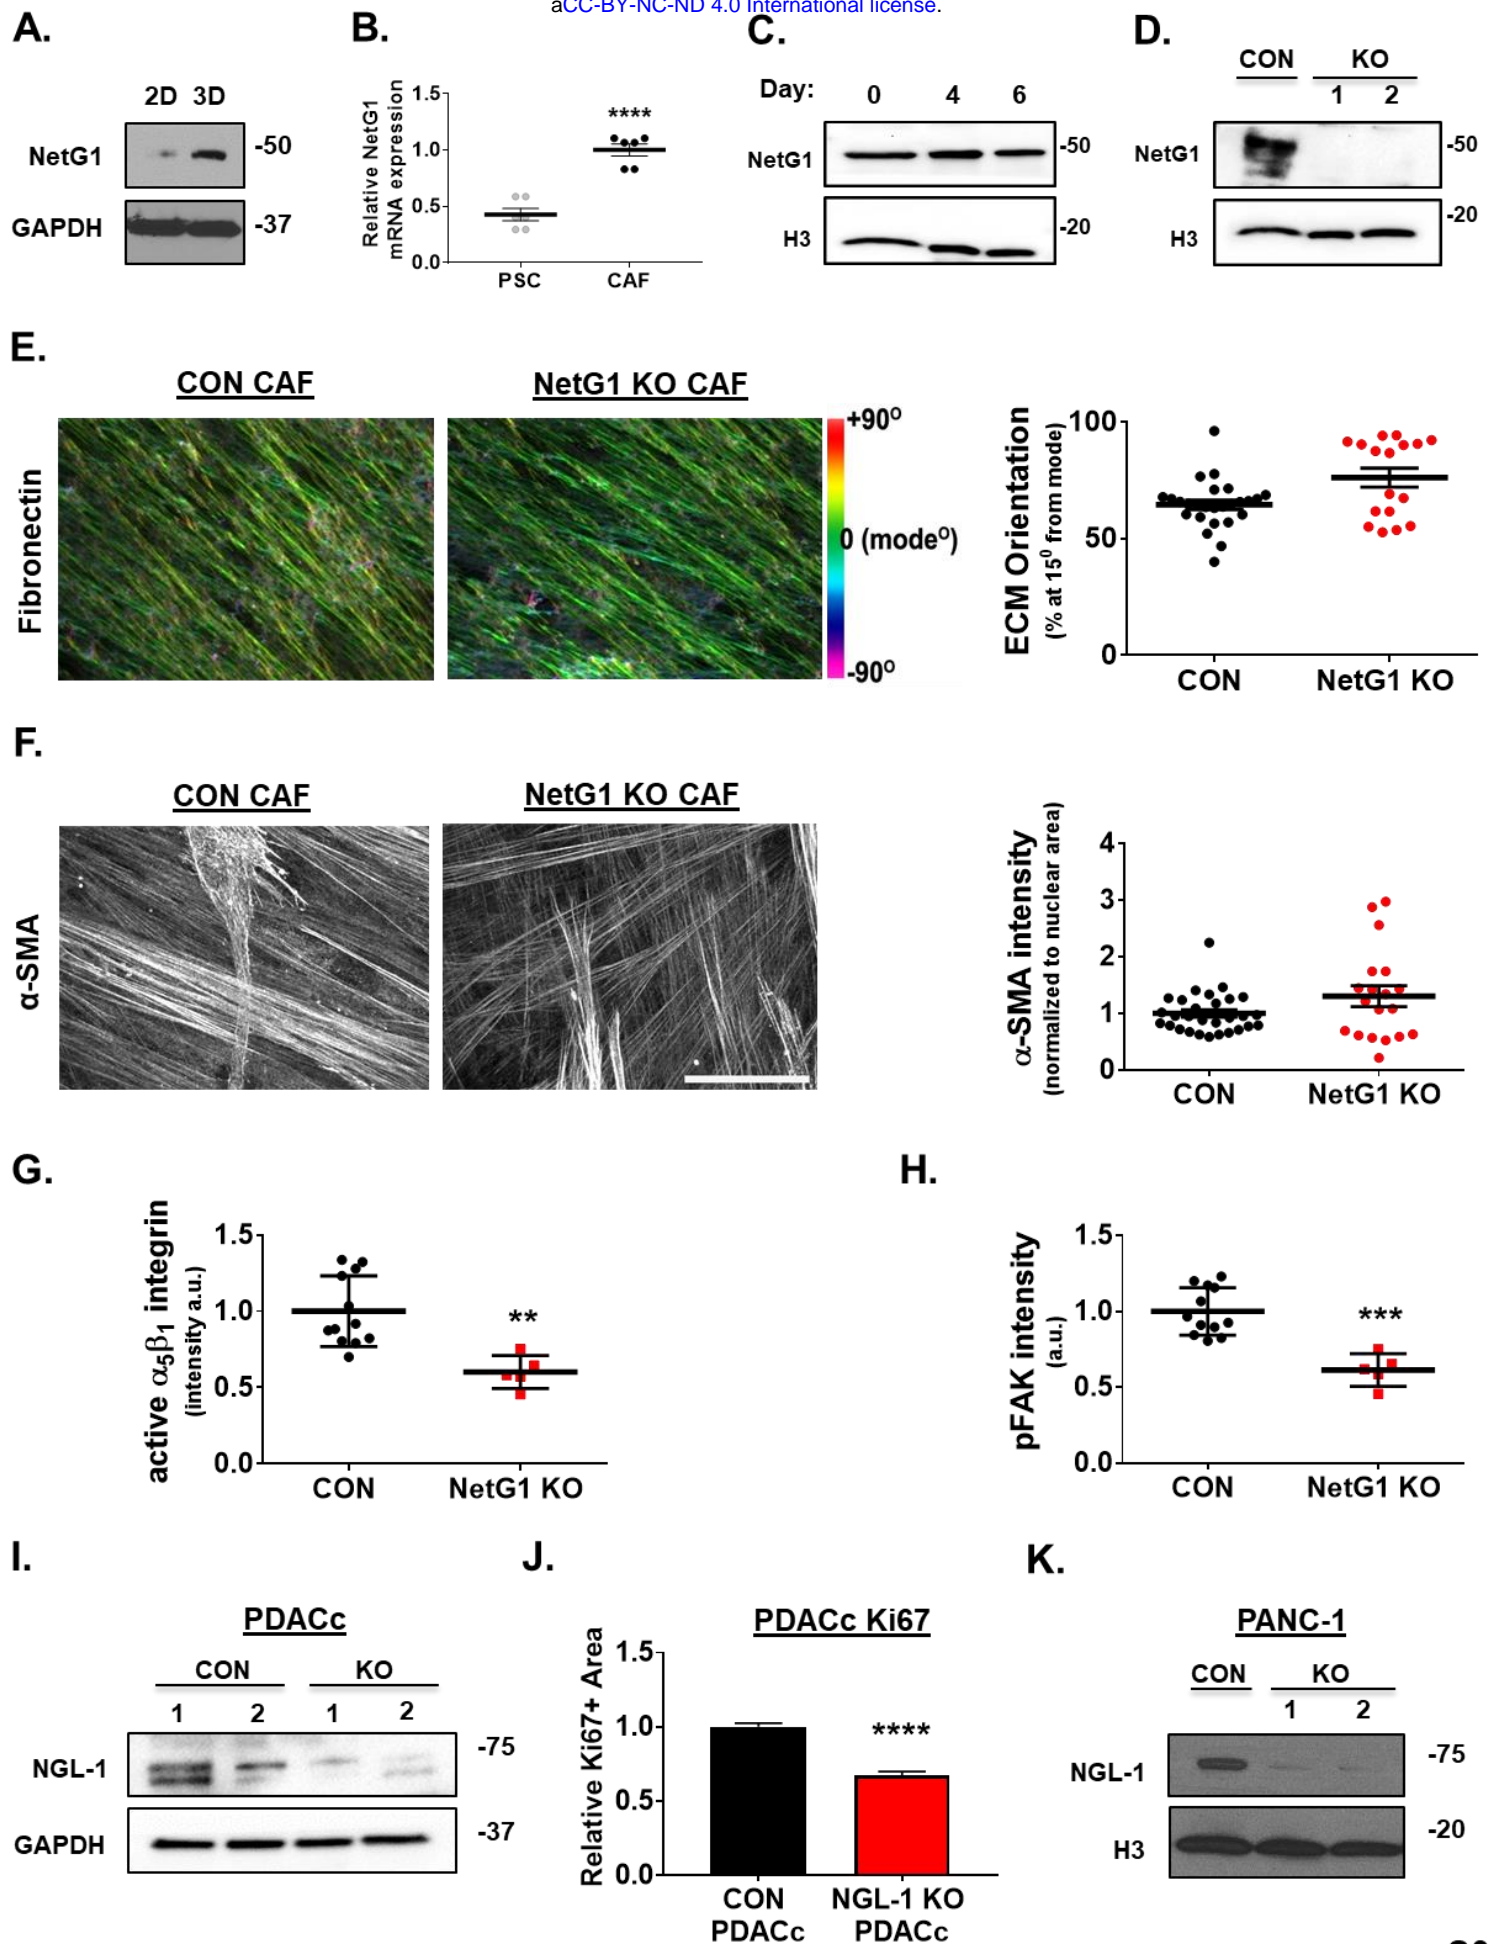 aCC-BY-NC-ND 4.0 International license.
A.
2D 3D
NetG1
-50
GAPDH
-37
B.
Relative NetG1
mRNA expression
1.5
1.0
0.5
0.0
****
PSC
CAF
C.
Day: 0 4 6
NetG1
-50
H3
-20
D.
CON KO
1 2
NetG1
-50
H3
-20
E.
CON CAF
NetG1 KO CAF
Fibronectin
+90⁰
0 (mode⁰)
-90⁰
ECM Orientation
(% at 15⁰ from mode)
100
50
0
CON
NetG1 KO
F.
CON CAF
NetG1 KO CAF
α-SMA
α-SMA intensity
(normalized to nuclear area)
4
3
2
1
0
CON
NetG1 KO
G.
active α₅β₁ integrin
(intensity a.u.)
1.5
1.0
0.5
0.0
**
CON
NetG1 KO
H.
pFAK intensity
(a.u.)
1.5
1.0
0.5
0.0
***
CON
NetG1 KO
I.
PDACc
CON KO
1 2 1 2
NGL-1
-75
GAPDH
-37
J.
PDACc Ki67
Relative Ki67+ Area
1.5
1.0
0.5
0.0
****
CON
PDACc
NGL-1 KO
PDACc
K.
PANC-1
CON KO
1 2
NGL-1
-75
H3
-20